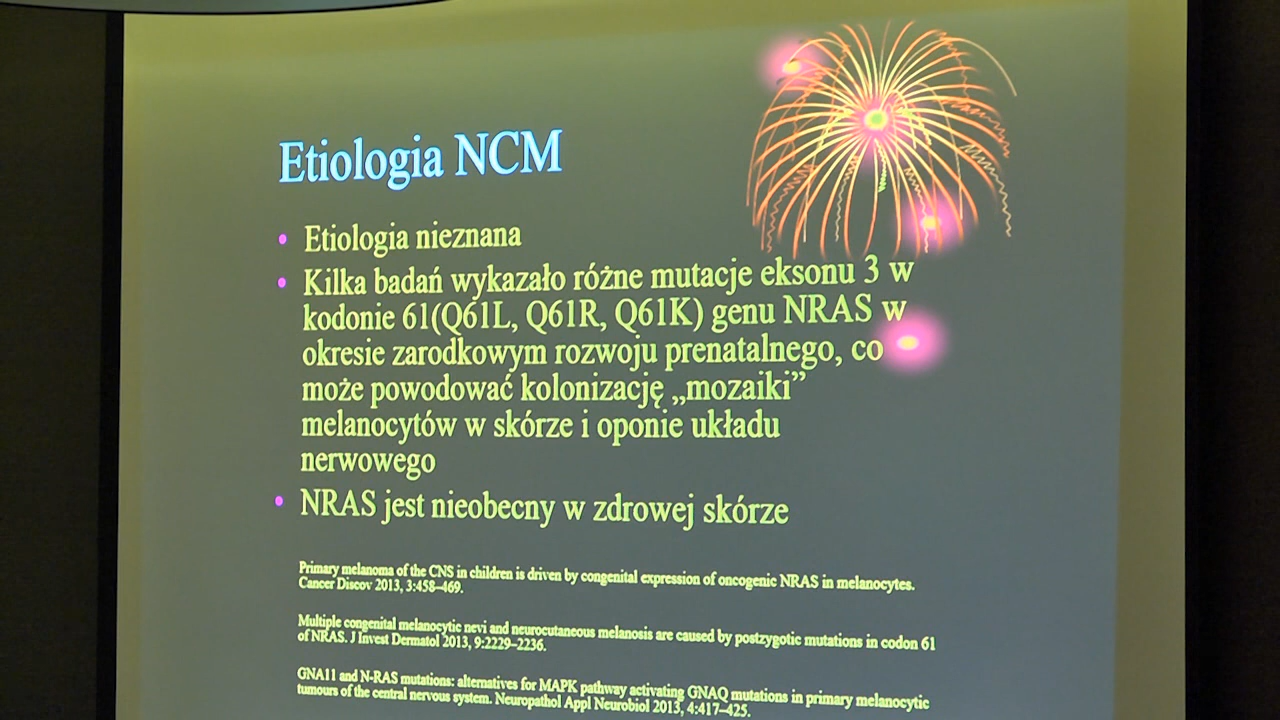 Etiologia NCM
• Etiologia nieznana
• Kilka badań wykazało różne mutacje eksonu 3 w
kodonie 61(Q61L, Q61R, Q61K) genu NRAS w
okresie zarodkowym rozwoju prenatalnego, co
może powodować kolonizację „mozaiki”
melanocytów w skórze i oponie układu
nerwowego
• NRAS jest nieobecny w zdrowej skórze
Primary melanoma of the CNS in children is driven by congenital expression of oncogenic NRAS in melanocytes.
Cancer Discov 2013, 3:458–469.
Multiple congenital melanocytic nevi and neurocutaneous melanosis are caused by postzygotic mutations in codon 61
of NRAS. J Invest Dermatol 2013, 9:2229–2236.
GNA11 and N-RAS mutations: alternatives for MAPK pathway activating GNAQ mutations in primary melanocytic
tumours of the central nervous system. Neuropathol Appl Neurobiol 2013, 4:417–425.